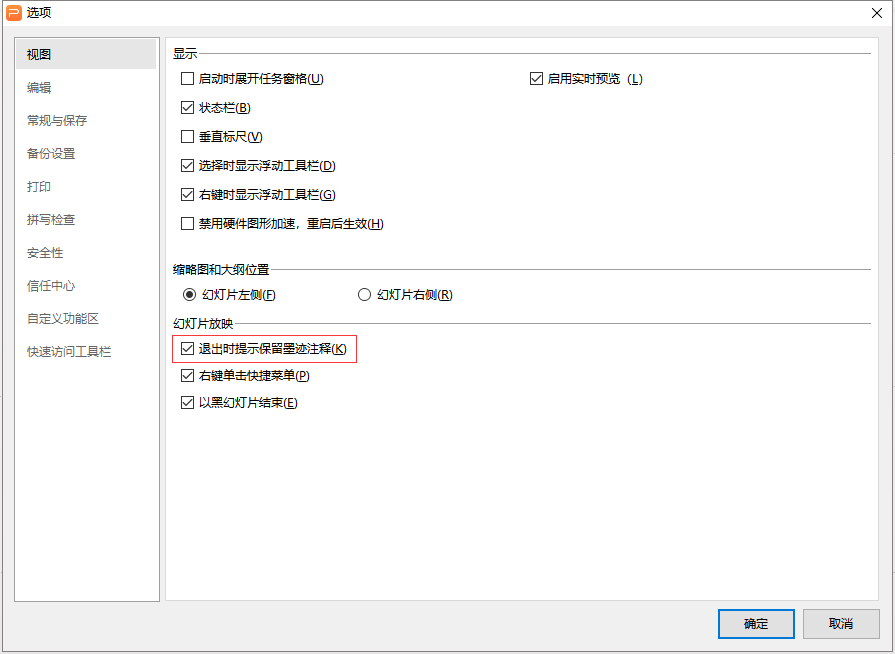 选项
视图
编辑
常规与保存
备份设置
打印
拼写检查
安全性
信任中心
自定义功能区
快速访问工具栏
显示
启动时展开任务窗格(U) 启用实时预览 (L)
状态栏(B)
垂直标尺(V)
选择时显示浮动工具栏(D)
右键时显示浮动工具栏(G)
禁用硬件图形加速，重启后生效(H)
缩略图和大纲位置
幻灯片左侧(F) 幻灯片右侧(R)
幻灯片放映
退出时提示保留墨迹注释(K)
右键单击快捷菜单(P)
以黑幻灯片结束(E)
确定 取消